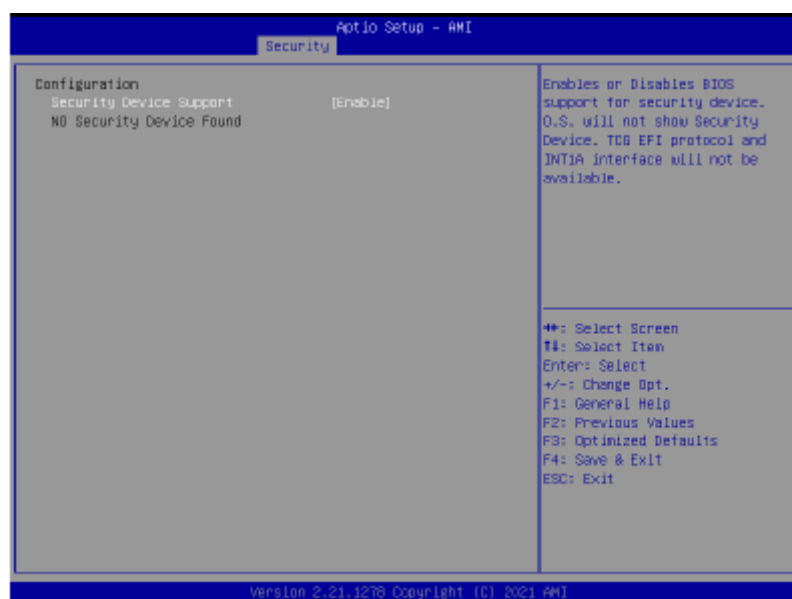 Aptio Setup - AMI
Security
Configuration
Security Device Support [Enable]
NO Security Device Found
Enables or Disables BIOS
support for security device.
O.S. will not show Security
Device. TCG EFI protocol and
INT1A interface will not be
available.
→←: Select Screen
↑↓: Select Item
Enter: Select
+/-: Change Opt.
F1: General Help
F2: Previous Values
F3: Optimized Defaults
F4: Save & Exit
ESC: Exit
Version 2.21.1278 Copyright (C) 2021 AMI